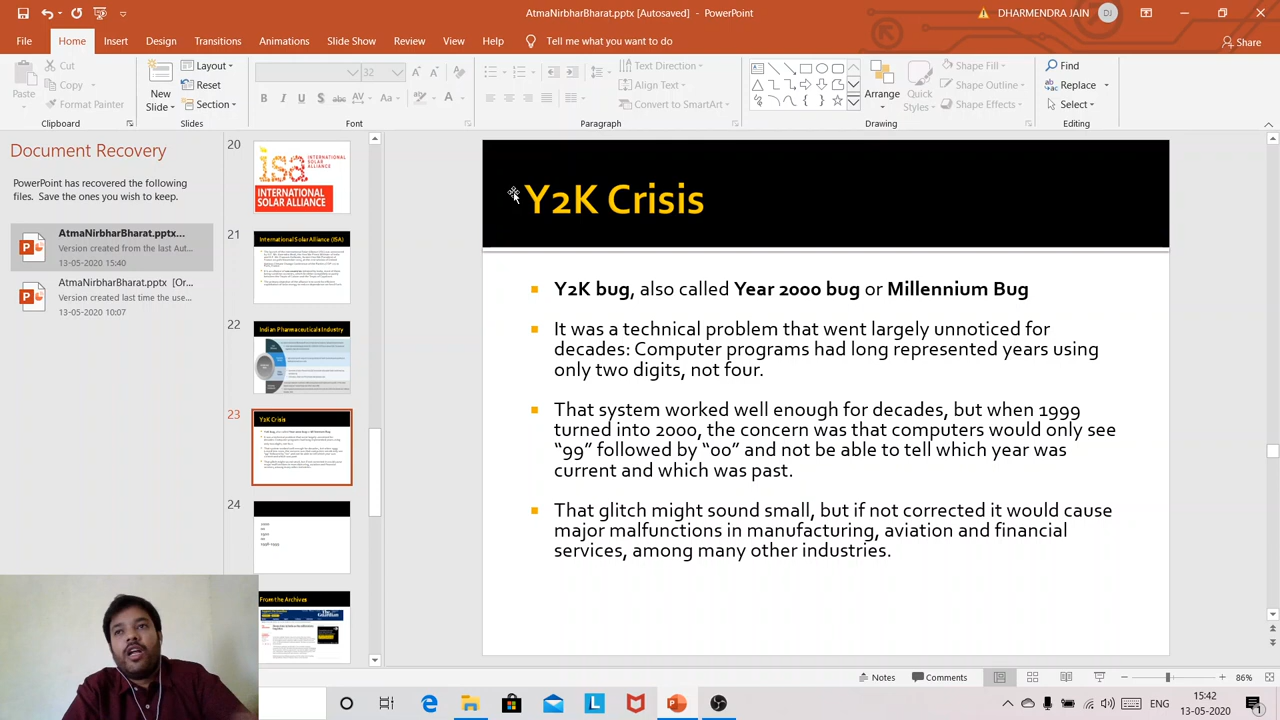 AtmaNirbharBharat.pptx [AutoRecovered] - PowerPoint
DHARMENDRA JAIN
DJ
File
Home
Insert
Design
Transitions
Animations
Slide Show
Review
View
Help
Tell me what you want to do
Share
Paste
Cut
Copy
Format Painter
Clipboard
New
Slide
Layout
Reset
Section
Slides
32
Font
Text Direction
Align Text
Convert to SmartArt
Paragraph
Arrange
Quick
Styles
Shape Fill
Shape Outline
Shape Effects
Drawing
Find
Replace
Select
Editing
Document Recovery
PowerPoint has recovered the following
files. Save the ones you wish to keep.
AtmaNirbharBharat.pptx...
Version created from the last Aut...
13-05-2020 15:40
AtmaNirbharBharat.pptx [Or...
Version created last time the use...
13-05-2020 10:07
20
isa
INTERNATIONAL
SOLAR
ALLIANCE
INTERNATIONAL
SOLAR ALLIANCE
21
International Solar Alliance (ISA)
22
Indian Pharmaceuticals Industry
23
Y2K Crisis
24
From the Archives
Y2K Crisis
Y2K bug, also called Year 2000 bug or Millennium Bug
It was a technical problem that went largely unnoticed for
decades: Computer programs had long represented years using
only two digits, not four.
That system worked well enough for decades, but when 1999
turned into 2000, the concern was that computers would only see
“99” followed by “00” and not be able to tell which year was
current and which was past.
That glitch might sound small, but if not corrected it would cause
major malfunctions in manufacturing, aviation and financial
services, among many other industries.
Notes
Comments
86%
ENG
15:42
13-05-2020